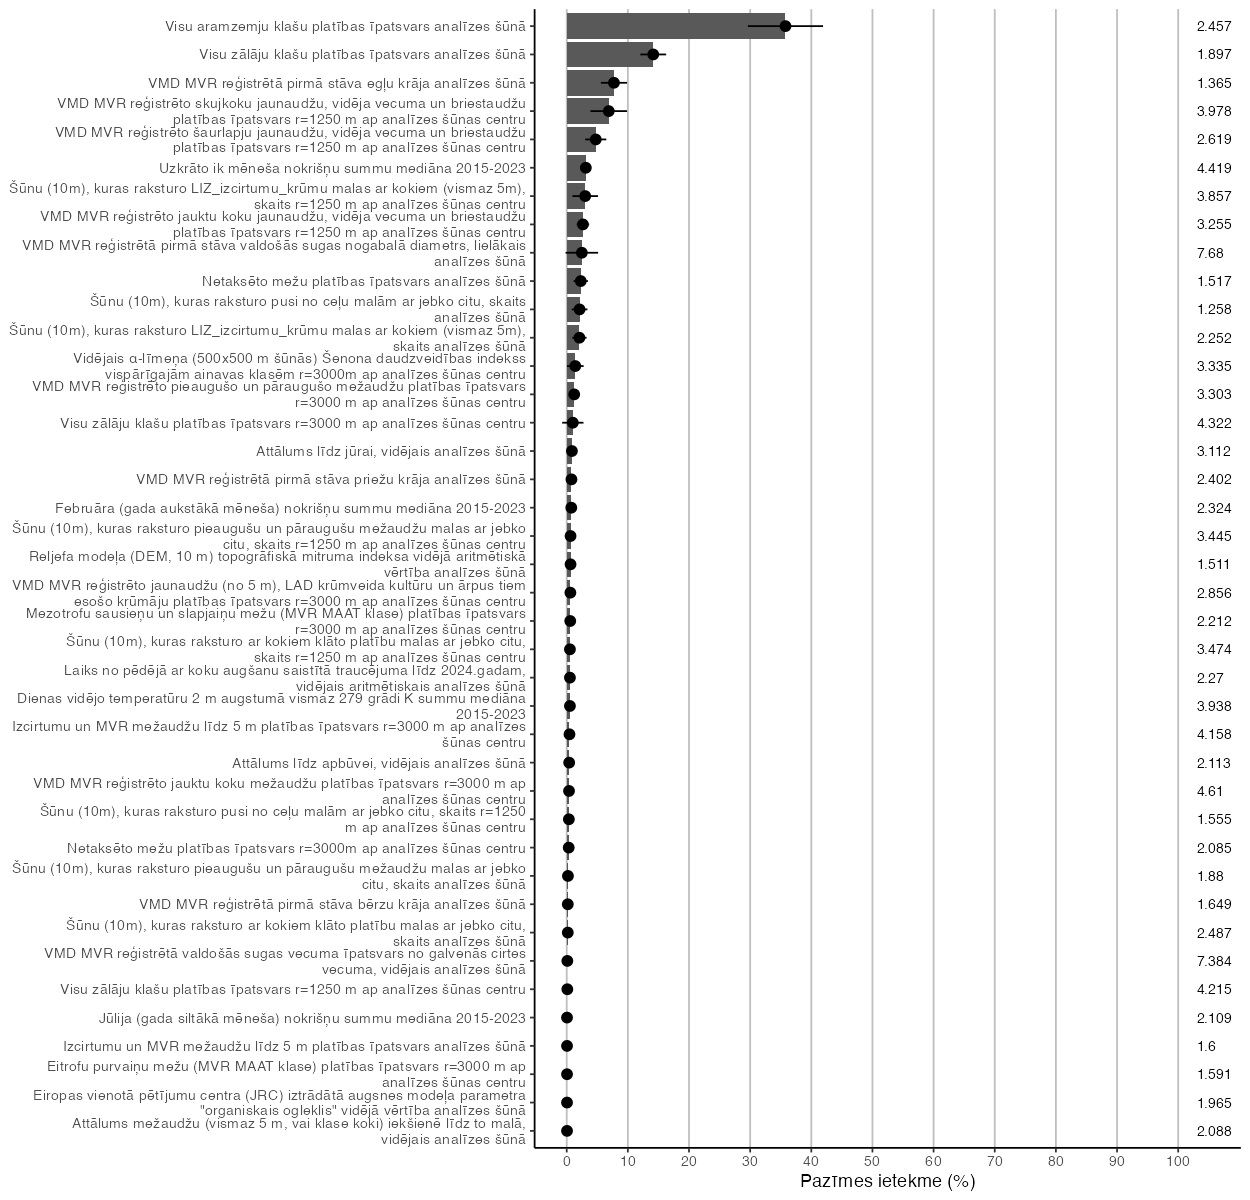 Visu aramzemju klašu platības īpatsvars analīzes šūnā 2.457
Visu zālāju klašu platības īpatsvars analīzes šūnā 1.897
VMD MVR reģistrētā pirmā stāva egļu krāja analīzes šūnā 1.365
VMD MVR reģistrēto skujkoku jaunaudžu, vidēja vecuma un briestaudžu
platības īpatsvars r=1250 m ap analīzes šūnas centru 3.978
VMD MVR reģistrēto šaurlapju jaunaudžu, vidēja vecuma un briestaudžu
platības īpatsvars r=1250 m ap analīzes šūnas centru 2.619
Uzkrāto ik mēneša nokrišņu summu mediāna 2015-2023 4.419
Šūnu (10m), kuras raksturo LIZ_izcirtumu_krūmu malas ar kokiem (vismaz 5m),
skaits r=1250 m ap analīzes šūnas centru 3.857
VMD MVR reģistrēto jauktu koku jaunaudžu, vidēja vecuma un briestaudžu
platības īpatsvars r=1250 m ap analīzes šūnas centru 3.255
VMD MVR reģistrētā pirmā stāva valdošās sugas nogabalā diametrs, lielākais
analīzes šūnā 7.68
Netaksēto mežu platības īpatsvars analīzes šūnā 1.517
Šūnu (10m), kuras raksturo pusi no ceļu malām ar jebko citu, skaits
analīzes šūnā 1.258
Šūnu (10m), kuras raksturo LIZ_izcirtumu_krūmu malas ar kokiem (vismaz 5m),
skaits analīzes šūnā 2.252
Vidējais α-līmeņa (500x500 m šūnās) Šenona daudzveidības indekss
vispārīgajām ainavas klasēm r=3000m ap analīzes šūnas centru 3.335
VMD MVR reģistrēto pieaugušo un pāraugušo mežaudžu platības īpatsvars
r=3000 m ap analīzes šūnas centru 3.303
Visu zālāju klašu platības īpatsvars r=3000 m ap analīzes šūnas centru 4.322
Attālums līdz jūrai, vidējais analīzes šūnā 3.112
VMD MVR reģistrētā pirmā stāva priežu krāja analīzes šūnā 2.402
Februāra (gada aukstākā mēneša) nokrišņu summu mediāna 2015-2023 2.324
Šūnu (10m), kuras raksturo pieaugušu un pāraugušu mežaudžu malas ar jebko
citu, skaits r=1250 m ap analīzes šūnas centru 3.445
Reljefa modeļa (DEM, 10 m) topogrāfiskā mitruma indeksa vidējā aritmētiskā
vērtība analīzes šūnā 1.511
VMD MVR reģistrēto jaunaudžu (no 5 m), LAD krūmveida kultūru un ārpus tiem
esošo krūmāju platības īpatsvars r=3000 m ap analīzes šūnas centru 2.856
Mezotrofu sausieņu un slapjaiņu mežu (MVR MAAT klase) platības īpatsvars
r=3000 m ap analīzes šūnas centru 2.212
Šūnu (10m), kuras raksturo ar kokiem klāto platību malas ar jebko citu,
skaits r=1250 m ap analīzes šūnas centru 3.474
Laiks no pēdējā ar koku augšanu saistītā traucējuma līdz 2024.gadam,
vidējais aritmētiskais analīzes šūnā 2.27
Dienas vidējo temperatūru 2 m augstumā vismaz 279 grādi K summu mediāna
2015-2023 3.938
Izcirtumu un MVR mežaudžu līdz 5 m platības īpatsvars r=3000 m ap analīzes
šūnas centru 4.158
Attālums līdz apbūvei, vidējais analīzes šūnā 2.113
VMD MVR reģistrēto jauktu koku mežaudžu platības īpatsvars r=3000 m ap
analīzes šūnas centru 4.61
Šūnu (10m), kuras raksturo pusi no ceļu malām ar jebko citu, skaits r=1250
m ap analīzes šūnas centru 1.555
Netaksēto mežu platības īpatsvars r=3000m ap analīzes šūnas centru 2.085
Šūnu (10m), kuras raksturo pieaugušu un pāraugušu mežaudžu malas ar jebko
citu, skaits analīzes šūnā 1.88
VMD MVR reģistrētā pirmā stāva bērzu krāja analīzes šūnā 1.649
Šūnu (10m), kuras raksturo ar kokiem klāto platību malas ar jebko citu,
skaits analīzes šūnā 2.487
VMD MVR reģistrētā valdošās sugas vecuma īpatsvars no galvenās cirtes
vecuma, vidējais analīzes šūnā 7.384
Visu zālāju klašu platības īpatsvars r=1250 m ap analīzes šūnas centru 4.215
Jūlija (gada siltākā mēneša) nokrišņu summu mediāna 2015-2023 2.109
Izcirtumu un MVR mežaudžu līdz 5 m platības īpatsvars analīzes šūnā 1.6
Eitrofu purvaiņu mežu (MVR MAAT klase) platības īpatsvars r=3000 m ap
analīzes šūnas centru 1.591
Eiropas vienotā pētījumu centra (JRC) iztrādātā augsnes modeļa parametra
"organiskais ogleklis" vidējā vērtība analīzes šūnā 1.965
Attālums mežaudžu (vismaz 5 m, vai klase koki) iekšienē līdz to malā,
vidējais analīzes šūnā 2.088
0 10 20 30 40 50 60 70 80 90 100
Pazīmes ietekme (%)